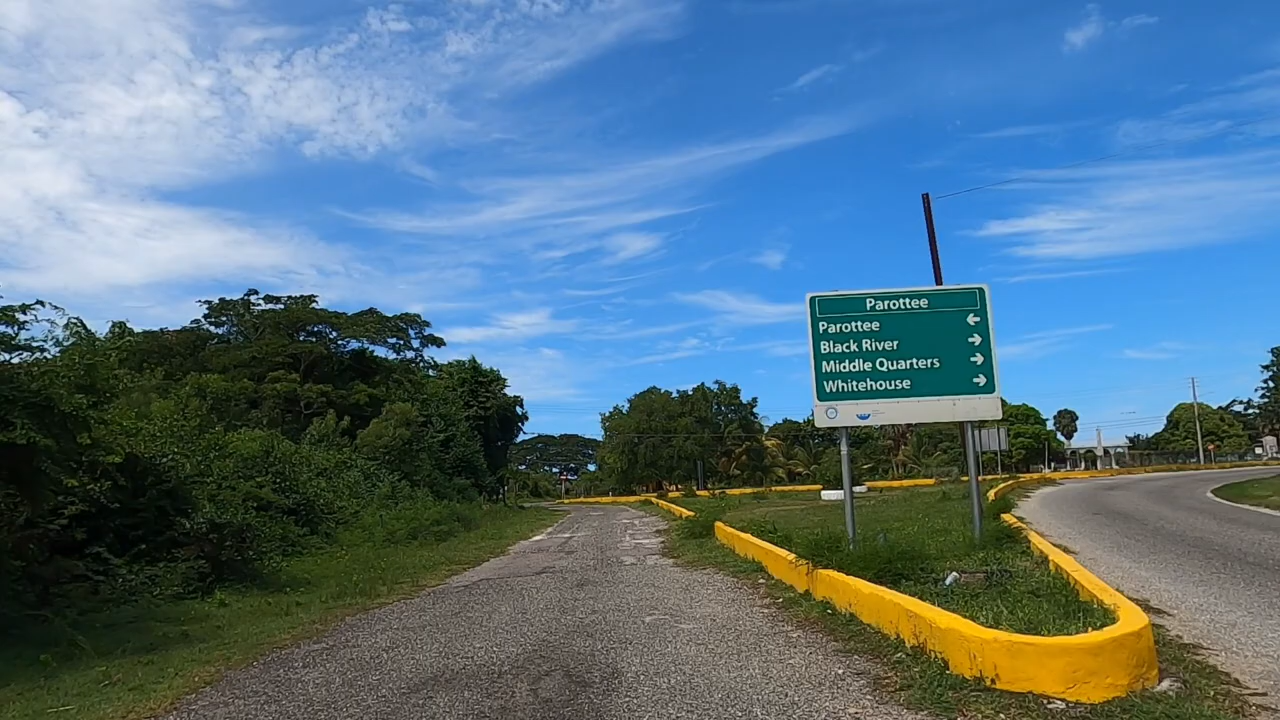 Parottee
Parottee ←
Black River →
Middle Quarters →
Whitehouse →